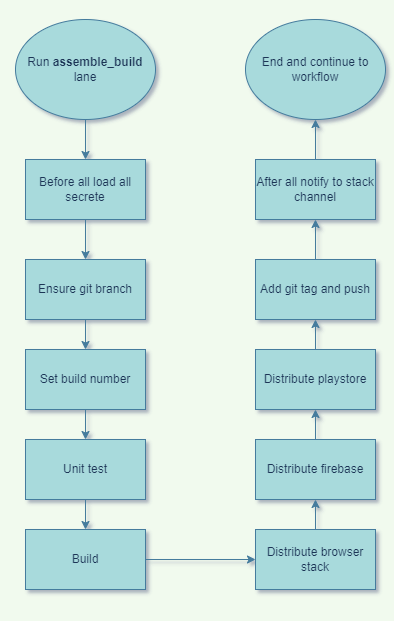 Run assemble_build
lane
Before all load all
secrete
Ensure git branch
Set build number
Unit test
Build
Distribute browser
stack
Distribute firebase
Distribute playstore
Add git tag and push
After all notify to stack
channel
End and continue to
workflow